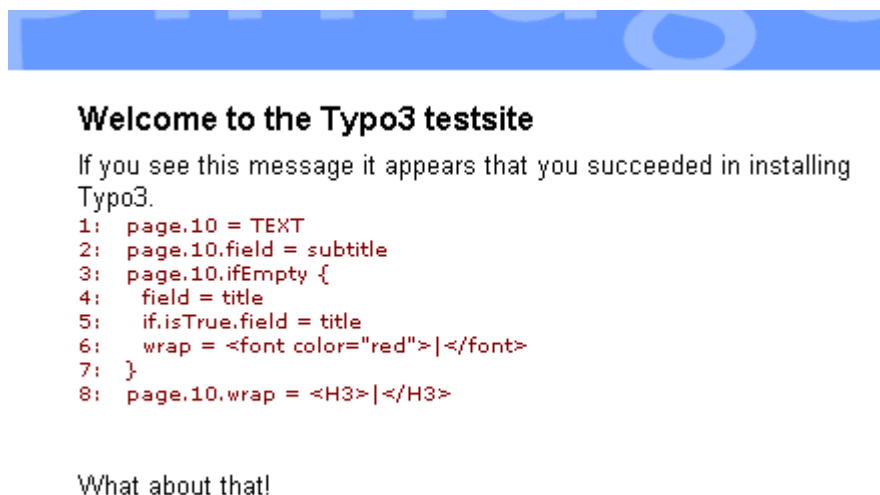 Welcome to the Typo3 testsite
If you see this message it appears that you succeeded in installing
Typo3.
1: page.10 = TEXT
2: page.10.field = subtitle
3: page.10.ifEmpty {
4: field = title
5: if.isTrue.field = title
6: wrap = <font color="red">|</font>
7: }
8: page.10.wrap = <H3>|</H3>
What about that!